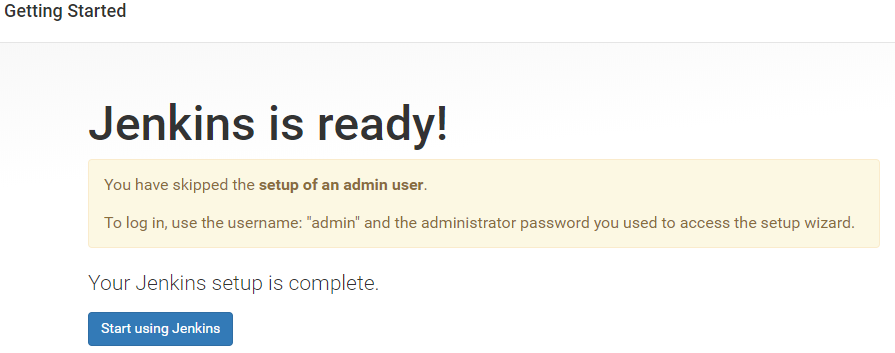 Getting Started
Jenkins is ready!
You have skipped the setup of an admin user.
To log in, use the username: "admin" and the administrator password you used to access the setup wizard.
Your Jenkins setup is complete.
Start using Jenkins